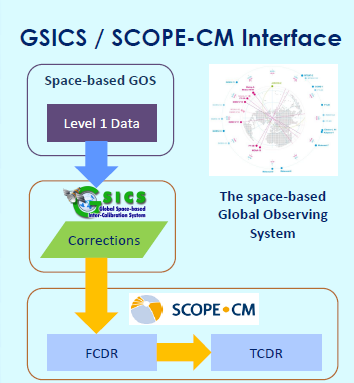 GSICS / SCOPE-CM Interface
Space-based GOS
Level 1 Data
GSICS
Global Space-based
Inter-Calibration System
Corrections
The space-based
Global Observing
System
SCOPE•CM
FCDR
TCDR